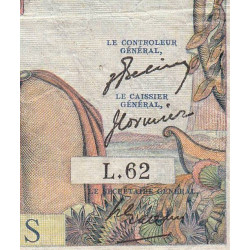 LE CONTROLEUR
GÉNÉRAL,
LE CAISSIER
GÉNÉRAL,
L.62
LE SECRÉTAIRE GÉNÉRAL,
S